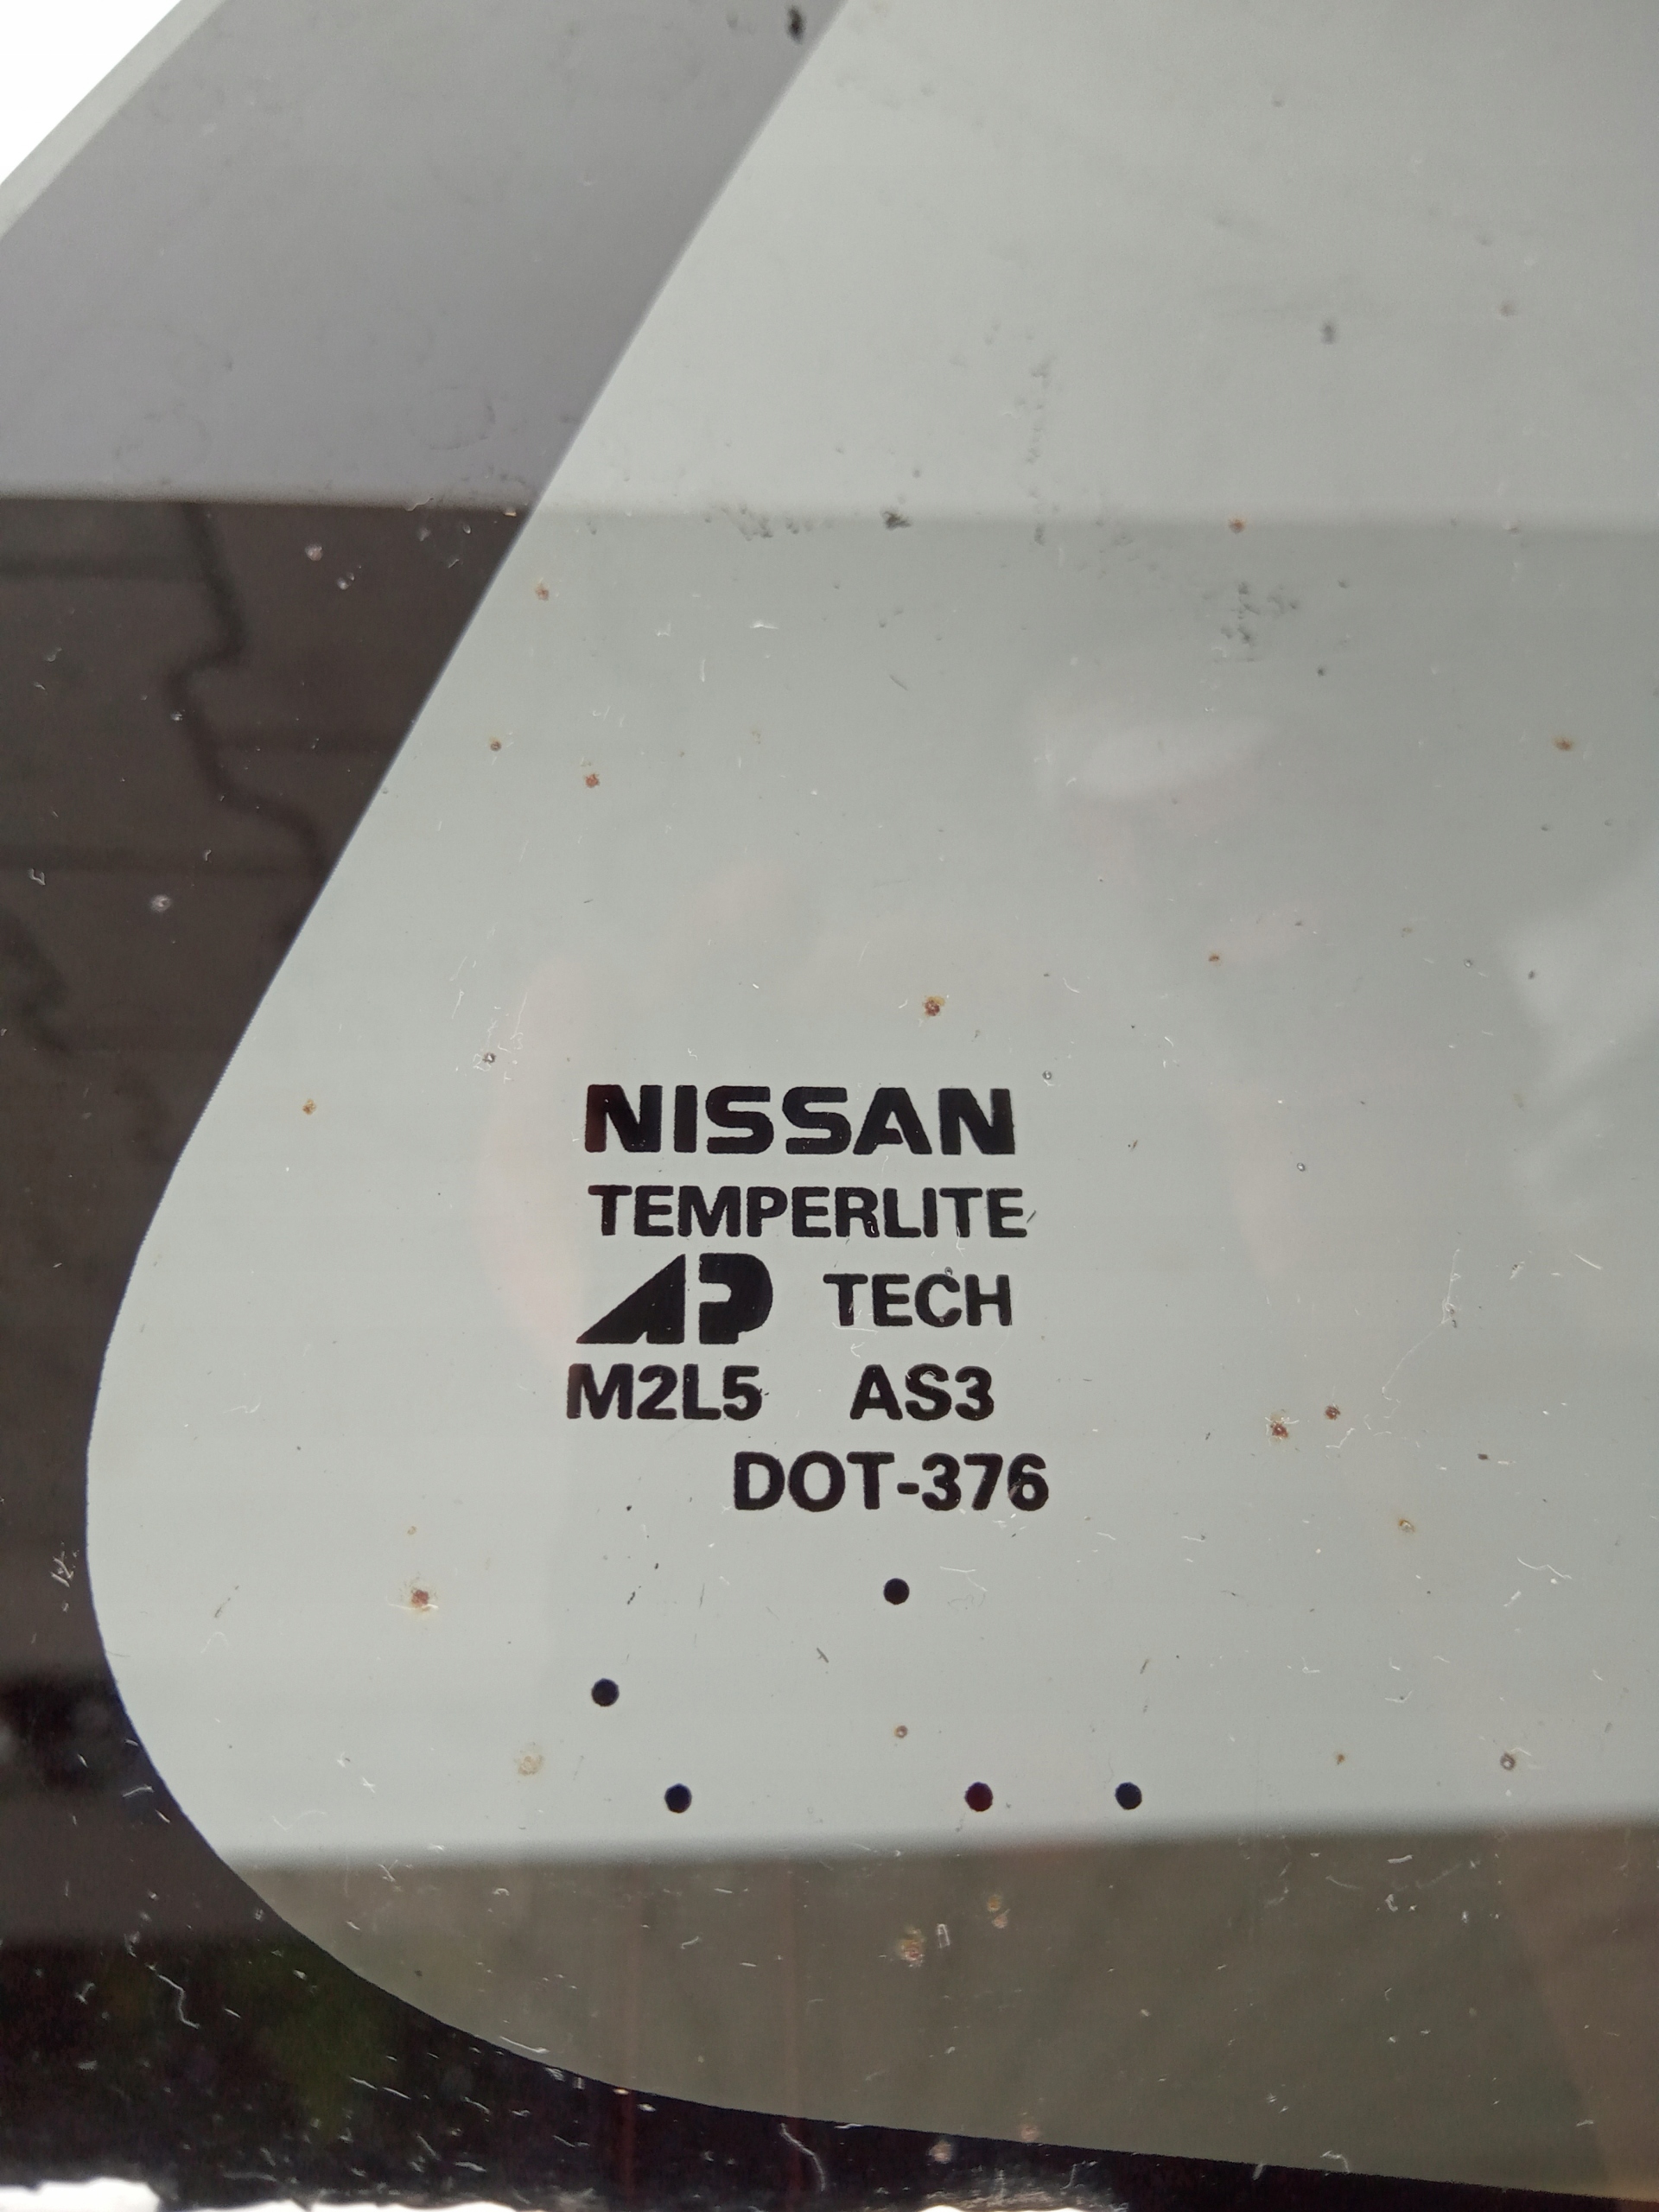 NISSAN
TEMPERLITE
AP TECH
M2L5 AS3
DOT-376